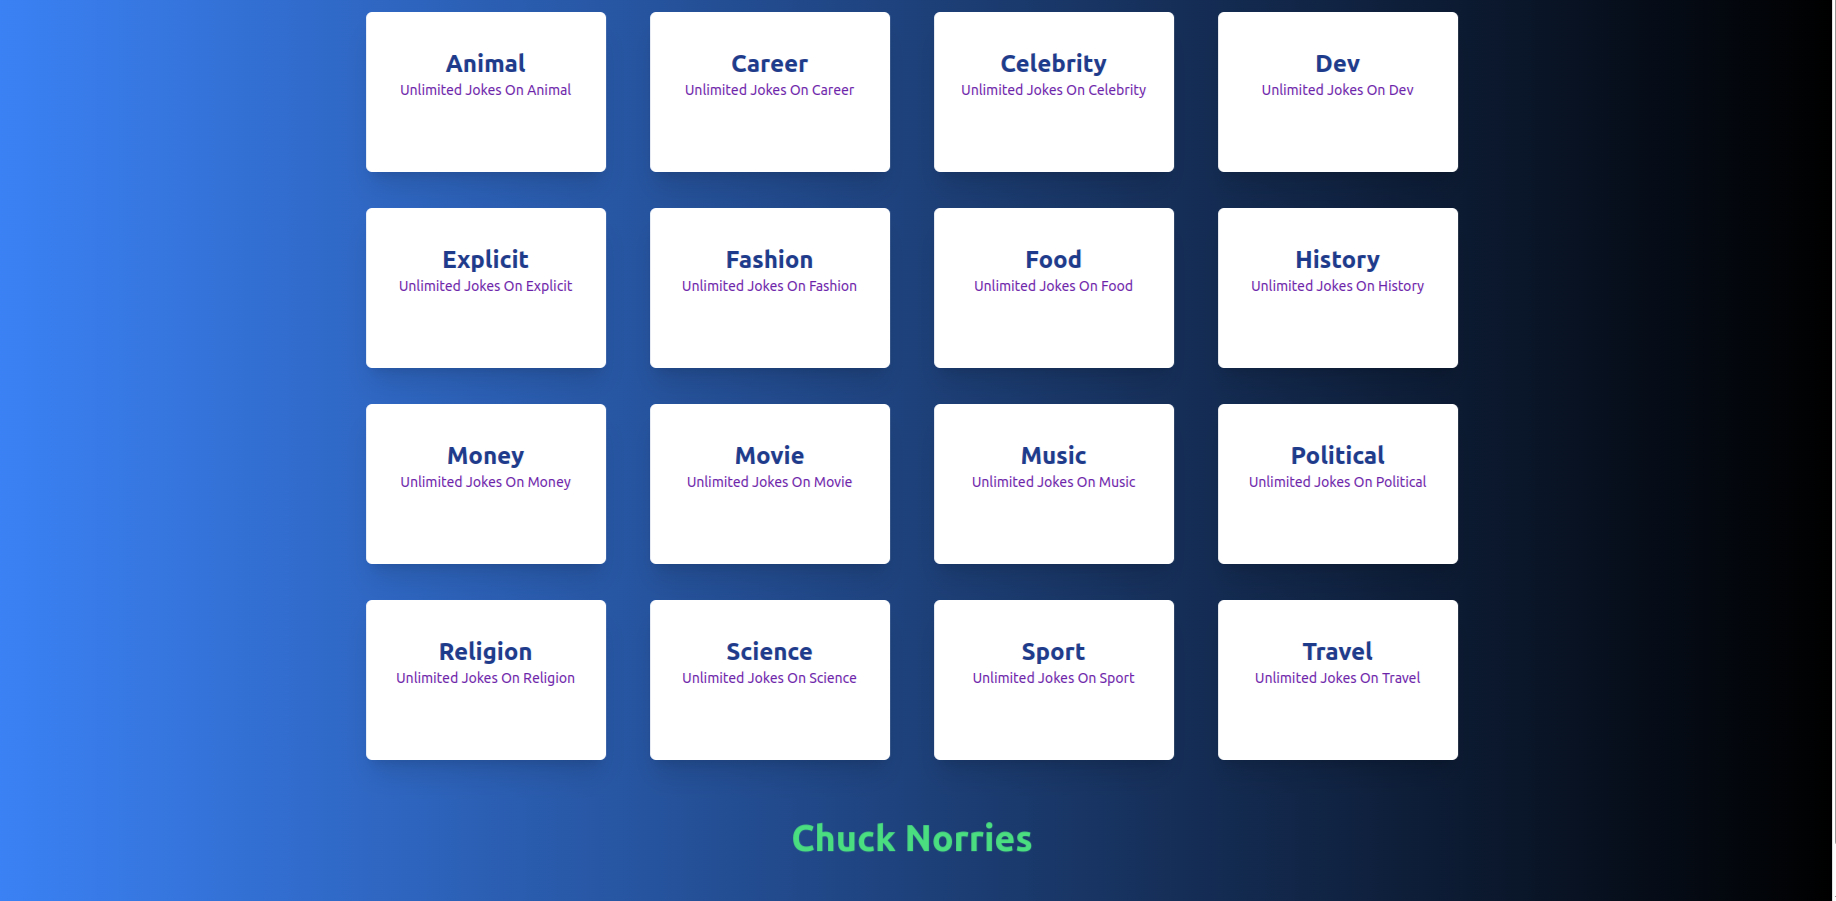 Animal
Unlimited Jokes On Animal
Career
Unlimited Jokes On Career
Celebrity
Unlimited Jokes On Celebrity
Dev
Unlimited Jokes On Dev
Explicit
Unlimited Jokes On Explicit
Fashion
Unlimited Jokes On Fashion
Food
Unlimited Jokes On Food
History
Unlimited Jokes On History
Money
Unlimited Jokes On Money
Movie
Unlimited Jokes On Movie
Music
Unlimited Jokes On Music
Political
Unlimited Jokes On Political
Religion
Unlimited Jokes On Religion
Science
Unlimited Jokes On Science
Sport
Unlimited Jokes On Sport
Travel
Unlimited Jokes On Travel
Chuck Norries